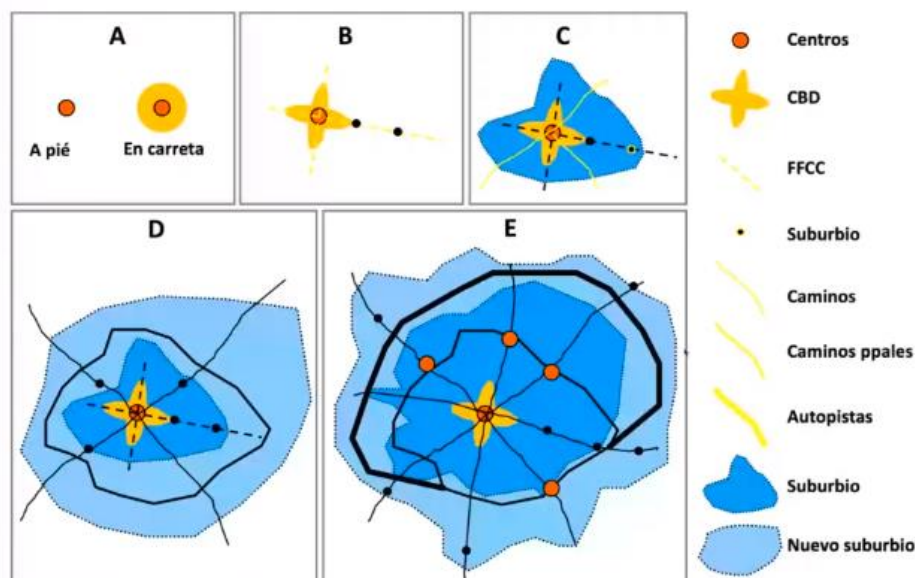 A
A pié
En carreta
B
C
D
E
Centros
CBD
FFCC
Suburbio
Caminos
Caminos ppales
Autopistas
Suburbio
Nuevo suburbio